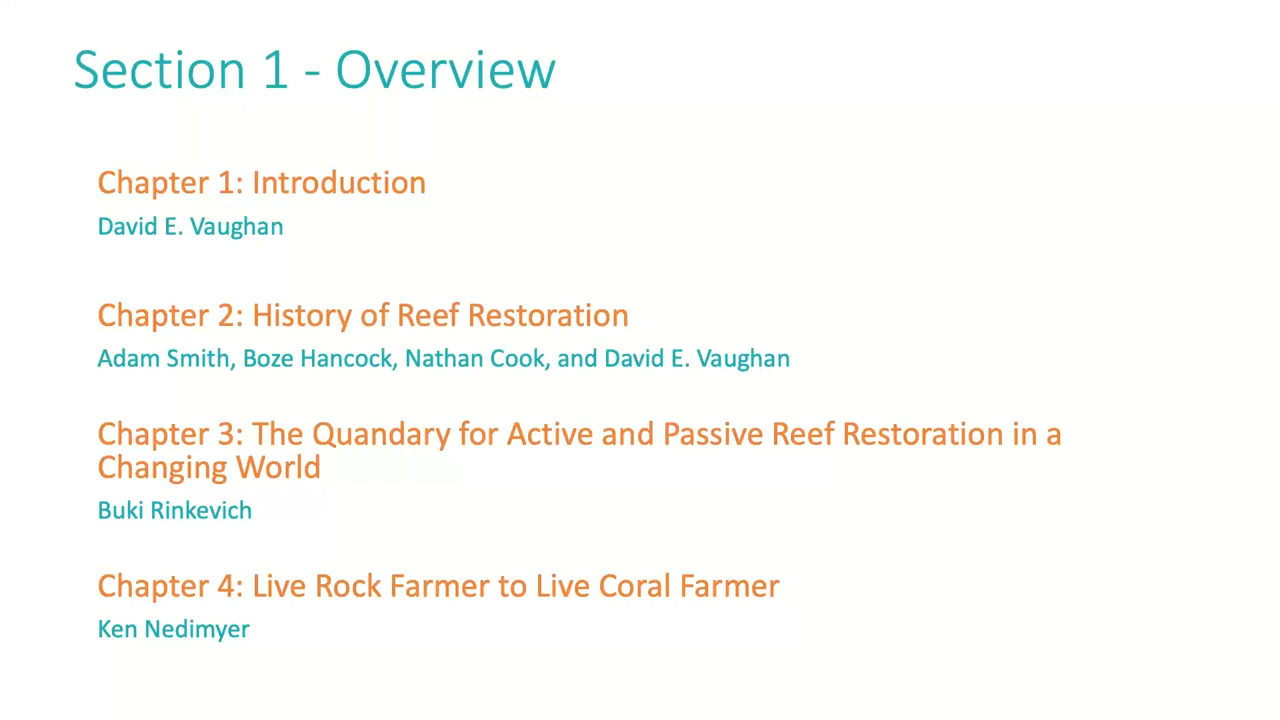 Section 1 - Overview
Chapter 1: Introduction
David E. Vaughan
Chapter 2: History of Reef Restoration
Adam Smith, Boze Hancock, Nathan Cook, and David E. Vaughan
Chapter 3: The Quandary for Active and Passive Reef Restoration in a
Changing World
Buki Rinkevich
Chapter 4: Live Rock Farmer to Live Coral Farmer
Ken Nedimyer